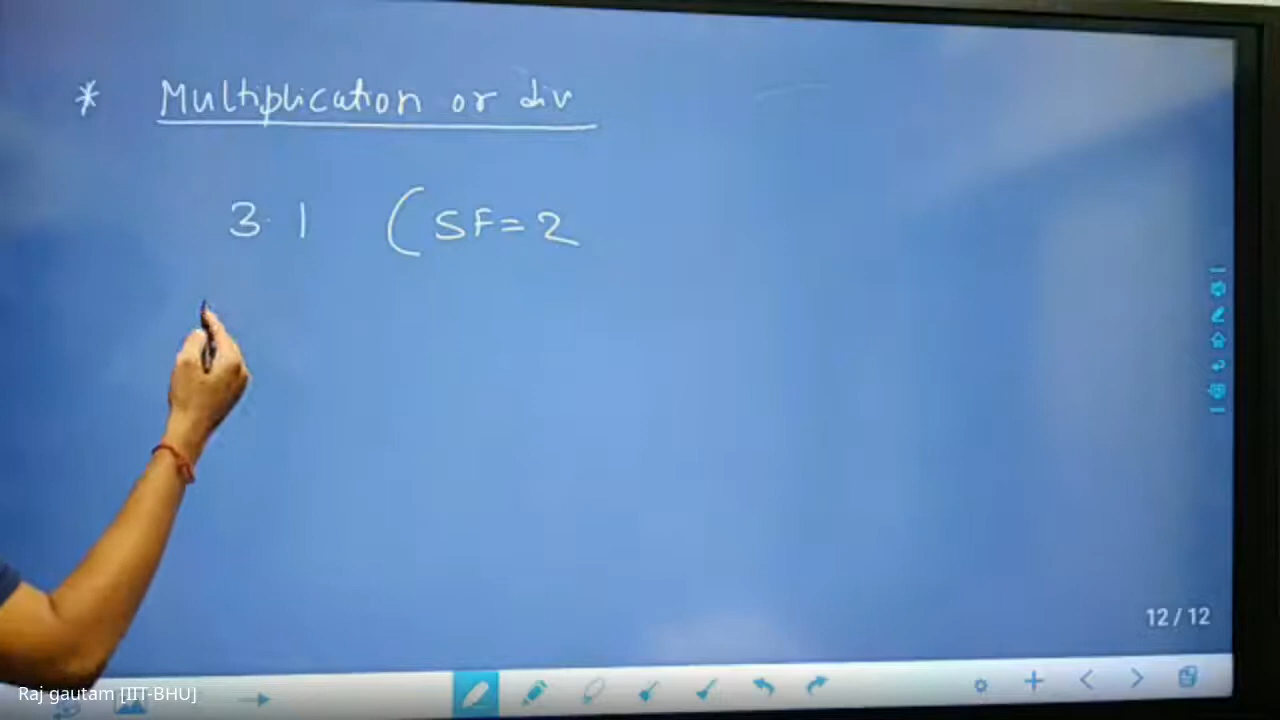 * Multiplication or div
3.1 (SF=2
12/12
Raj gautam [IIT-BHU]